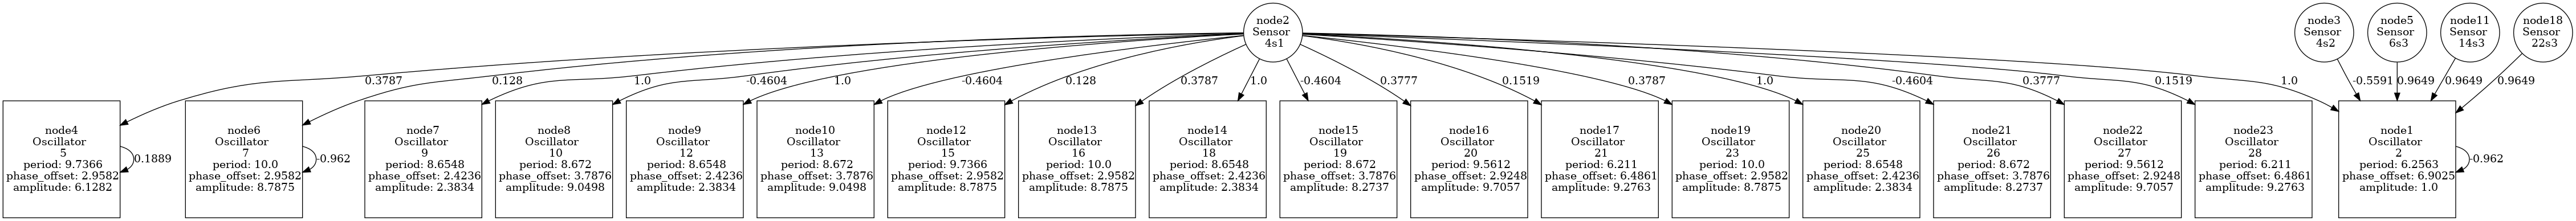 node2
Sensor
4s1
node3
Sensor
4s2
node5
Sensor
6s3
node11
Sensor
14s3
node18
Sensor
22s3
0.3787
0.128
1.0
-0.4604
1.0
-0.4604
0.128
0.3787
1.0
-0.4604
0.3777
0.1519
0.3787
1.0
-0.4604
0.3777
0.1519
1.0
-0.5591
0.9649
0.9649
0.9649
node4
Oscillator
5
period: 9.7366
phase_offset: 2.9582
amplitude: 6.1282
0.1889
node6
Oscillator
7
period: 10.0
phase_offset: 2.9582
amplitude: 8.7875
-0.962
node7
Oscillator
9
period: 8.6548
phase_offset: 2.4236
amplitude: 2.3834
node8
Oscillator
10
period: 8.672
phase_offset: 3.7876
amplitude: 9.0498
node9
Oscillator
12
period: 8.6548
phase_offset: 2.4236
amplitude: 2.3834
node10
Oscillator
13
period: 8.672
phase_offset: 3.7876
amplitude: 9.0498
node12
Oscillator
15
period: 9.7366
phase_offset: 2.9582
amplitude: 8.7875
node13
Oscillator
16
period: 10.0
phase_offset: 2.9582
amplitude: 8.7875
node14
Oscillator
18
period: 8.6548
phase_offset: 2.4236
amplitude: 2.3834
node15
Oscillator
19
period: 8.672
phase_offset: 3.7876
amplitude: 8.2737
node16
Oscillator
20
period: 9.5612
phase_offset: 2.9248
amplitude: 9.7057
node17
Oscillator
21
period: 6.211
phase_offset: 6.4861
amplitude: 9.2763
node19
Oscillator
23
period: 10.0
phase_offset: 2.9582
amplitude: 8.7875
node20
Oscillator
25
period: 8.6548
phase_offset: 2.4236
amplitude: 2.3834
node21
Oscillator
26
period: 8.672
phase_offset: 3.7876
amplitude: 8.2737
node22
Oscillator
27
period: 9.5612
phase_offset: 2.9248
amplitude: 9.7057
node23
Oscillator
28
period: 6.211
phase_offset: 6.4861
amplitude: 9.2763
node1
Oscillator
2
period: 6.2563
phase_offset: 6.9025
amplitude: 1.0
-0.962